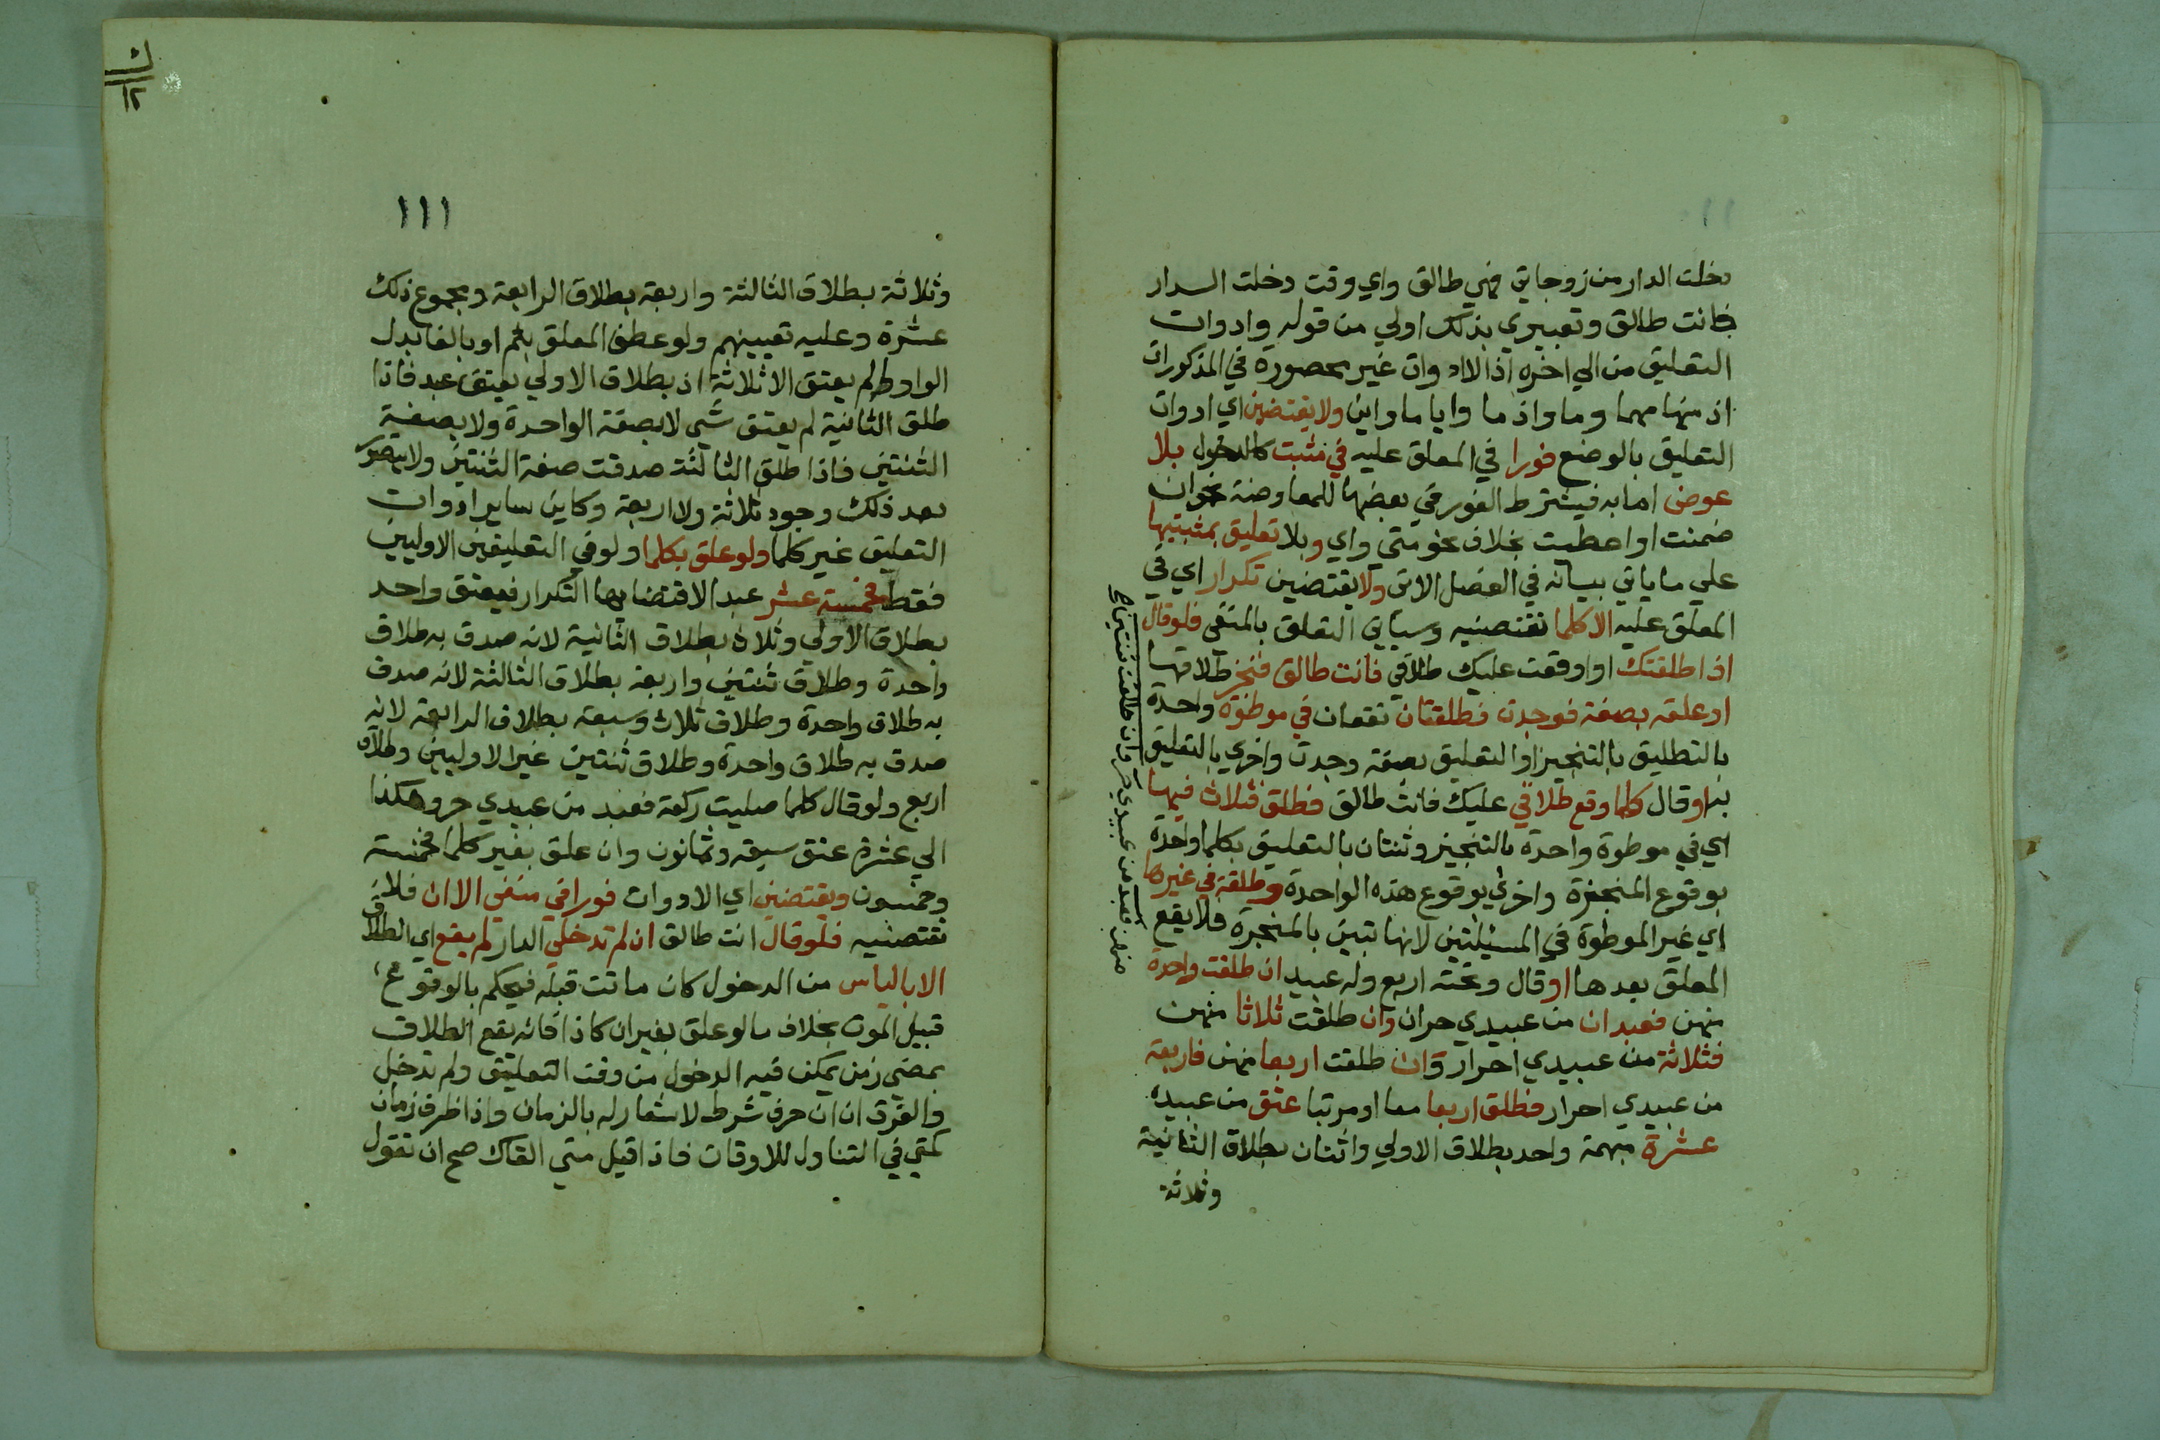 دخلت الدار من زوجاتي فهي طالق واي وقت دخلت الدار
فانت طالق وتعبيري بذلك اولي من قوله وادوات
التعليق من الي اخره اذ الادوات غير محصورة في المذكورات
اذ منها مهما وما واذ ما وايا ما واين ولا يقتضين اي ادوات
التعليق بالوضع فورا في المعلق عليه في مثبت كالدخول بلا
عوض اما به فيشترط الفور في بعضها للمعاوضة نحو ان
ضمنت او اعطيت بخلاف نحو متي واي وبلا تعليق بمشيتها
علي ما ياتي بيانه في الفصل الاتي ولا يقتضين تكرارا اي في
المعلق عليه الا كلما تقتضيه وسياتي التعلق بالمنفي فلو قال
اذا طلقتك او اوقعت عليك طلاقي فانت طالق فنجز طلاقها
او علقه بصفة فوجدت فطلقتان تقعان في موطوة واحدة
بالتطليق بالتنجيز او التعليق بصفة وجدت واخري بالتعليق
به او قال كلما وقع طلاقي عليك فانت طالق فطلق فثلاث فيها
اي في موطوة واحدة بالتنجيز وثنتان بالتعليق بكلما واحدة
بوقوع المنجزة واخري بوقوع هذه الواحدة وطلقة في غيرها
اي غير الموطوة في المسيلتين لانها تبين بالمنجزة فلا يقع
المعلق بعدها او قال وتحته اربع وله عبيد ان طلقت واحدة
منهن فعبد ان من عبيدي حران وان طلقت ثلاثا منهن
فثلاثة من عبيدي احرار وان طلقت اربعا منهن فاربعة
من عبيدي احرار فطلق اربعا معا او مرتبا عتق من عبيده
عشرة مبهمة واحد بطلاق الاولي واثنان بطلاق الثانية
وثلاثة
منهن فعبد من عبيدي حر وان طلقت ثنتين صح
١١١
وثلاثة بطلاق الثالثة واربعة بطلاق الرابعة ومجموع ذلك
عشرة وعليه تعيينهم ولو عطف المعلق بثم او بالفا بدل
الواو لم يعتق الا ثلاثة اذ بطلاق الاولي يعتق عبد فاذا
طلق الثانية لم يعتق شي لا بصفة الواحدة ولا بصفة
الثنتين فاذا طلق الثالثة صدقت صفة الثنتين ولا يتصور
بعد ذلك وجود ثلاثة ولا اربعة وكاين ساير ادوات
التعليق غير كلما ولو علق بكلما ولو في التعليقين الاوليين
فقط فخمسة عشر عبدا لاقتضايها التكرار فيعتق واحد
بطلاق الاولي وثلاث بطلاق الثانية لانه صدق به طلاق
واحدة وطلاق ثنتين واربعة بطلاق الثالثة لانه صدق
به طلاق واحدة وطلاق ثلاث وسبعة بطلاق الرابعة لانه
صدق به طلاق واحدة وطلاق ثنتين غير الاوليين وطلاق
اربع ولو قال كلما صليت ركعة فعبد من عبيدي حر وهكذا
الي عشرة عتق سبعة وثمانون وان علق بغير كلما فخمسة
وخمسون ويقتضين اي الادوات فورا في منفي الا ان فلا
تقتضيه فلو قال انت طالق ان لم تدخلي الدار لم يقع اي الطلاق
الا بالياس من الدخول كان ماتت قبله فيحكم بالوقوع
قبيل الموت بخلاف ما لو علق بغير ان كاذا فانه يقع الطلاق
بمضي زمن يمكن فيه الدخول من وقت التعليق ولم تدخل
والفرق ان ان حرف شرط لا شعار له بالزمان واذا ظرف زمان
كمتي في التناول للاوقات فاذا قيل متي القاك صح ان تقول